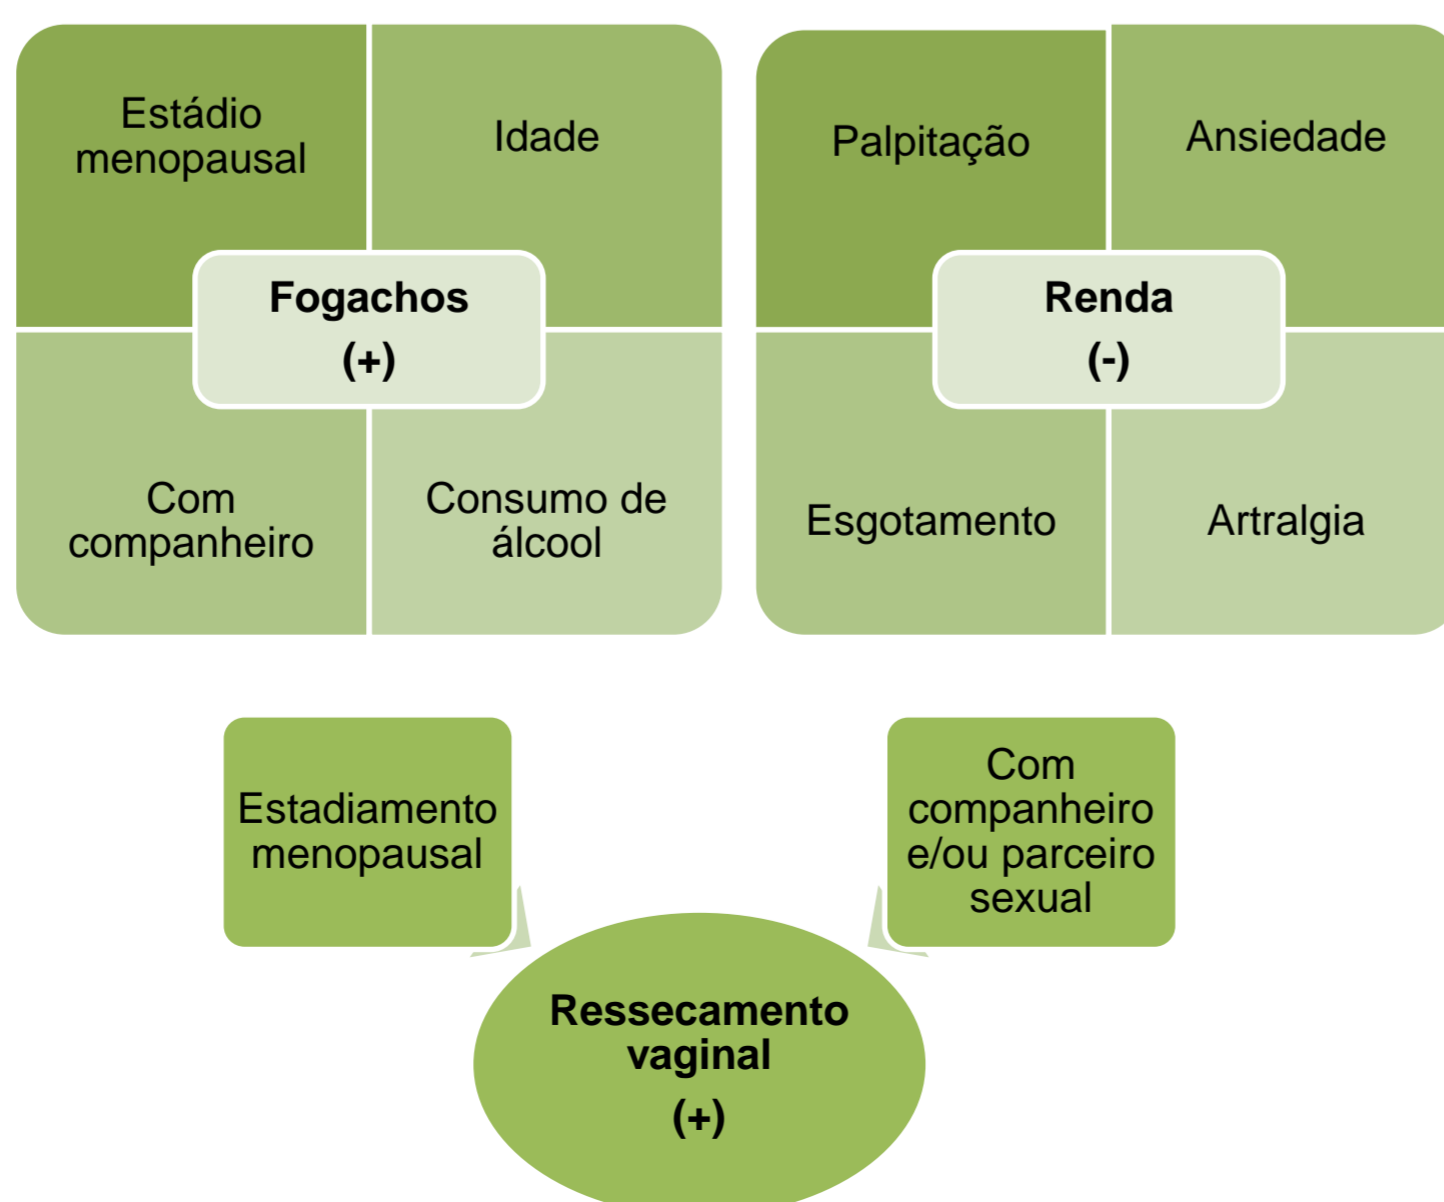 Estádio
menopausal
Idade
Fogachos
(+)
Com
companheiro
Consumo de
álcool
Palpitação
Ansiedade
Renda
(-)
Esgotamento
Artralgia
Estadiamento
menopausal
Com
companheiro
e/ou parceiro
sexual
Ressecamento
vaginal
(+)